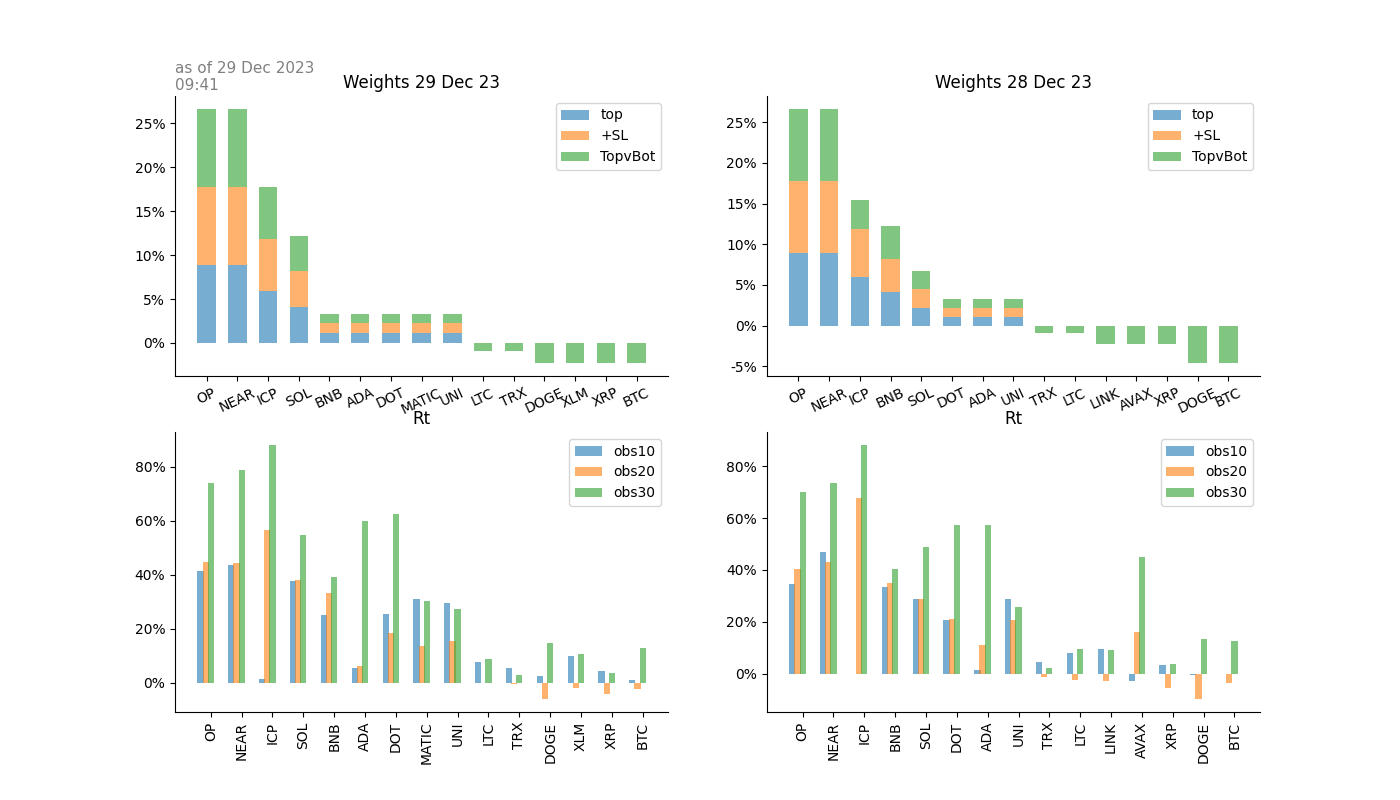 as of 29 Dec 2023
09:41
Weights 29 Dec 23
25%
20%
15%
10%
5%
0%
top
+SL
TopvBot
OP NEAR ICP SOL BNB ADA DOT MATIC UNI LTC TRX DOGE XLM XRP BTC
Weights 28 Dec 23
25%
20%
15%
10%
5%
0%
-5%
top
+SL
TopvBot
OP NEAR ICP BNB SOL DOT ADA UNI TRX LTC LINK AVAX XRP DOGE BTC
Rt
80%
60%
40%
20%
0%
obs10
obs20
obs30
OP NEAR ICP SOL BNB ADA DOT MATIC UNI LTC TRX DOGE XLM XRP BTC
Rt
80%
60%
40%
20%
0%
obs10
obs20
obs30
OP NEAR ICP BNB SOL DOT ADA UNI TRX LTC LINK AVAX XRP DOGE BTC